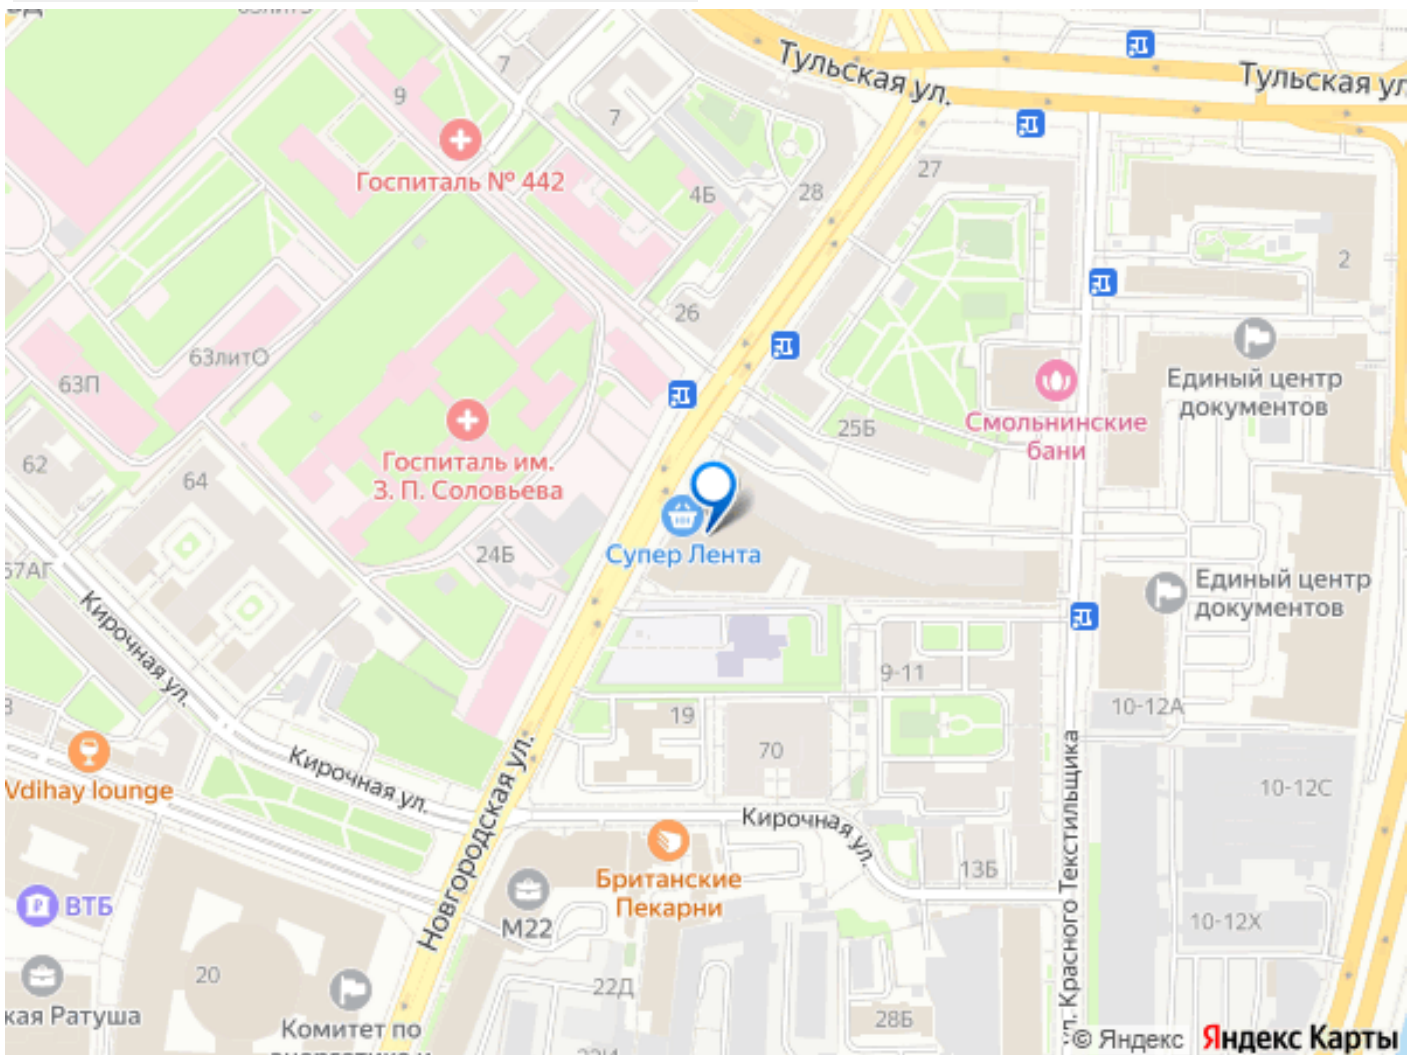 7
9
7
Тульская ул.
Тульская ул
Госпиталь № 442
4Б
28
27
2
26
63литО
63П
Единый центр
документов
Смольнинские
бани
25Б
62
64
Госпиталь им.
З. П. Соловьева
24Б
Супер Лента
57АГ
Единый центр
документов
Кирочная ул.
9-11
10-12А
19
70
Кирочная ул.
Vdihay lounge
Новгородская ул.
Кирочная ул.
ул. Красного Текстильщика
10-12С
Британские
Пекарни
13Б
ВТБ
М22
10-12Х
20
22Д
28Б
кая Ратуша
Комитет по
© Яндекс
Яндекс Карты